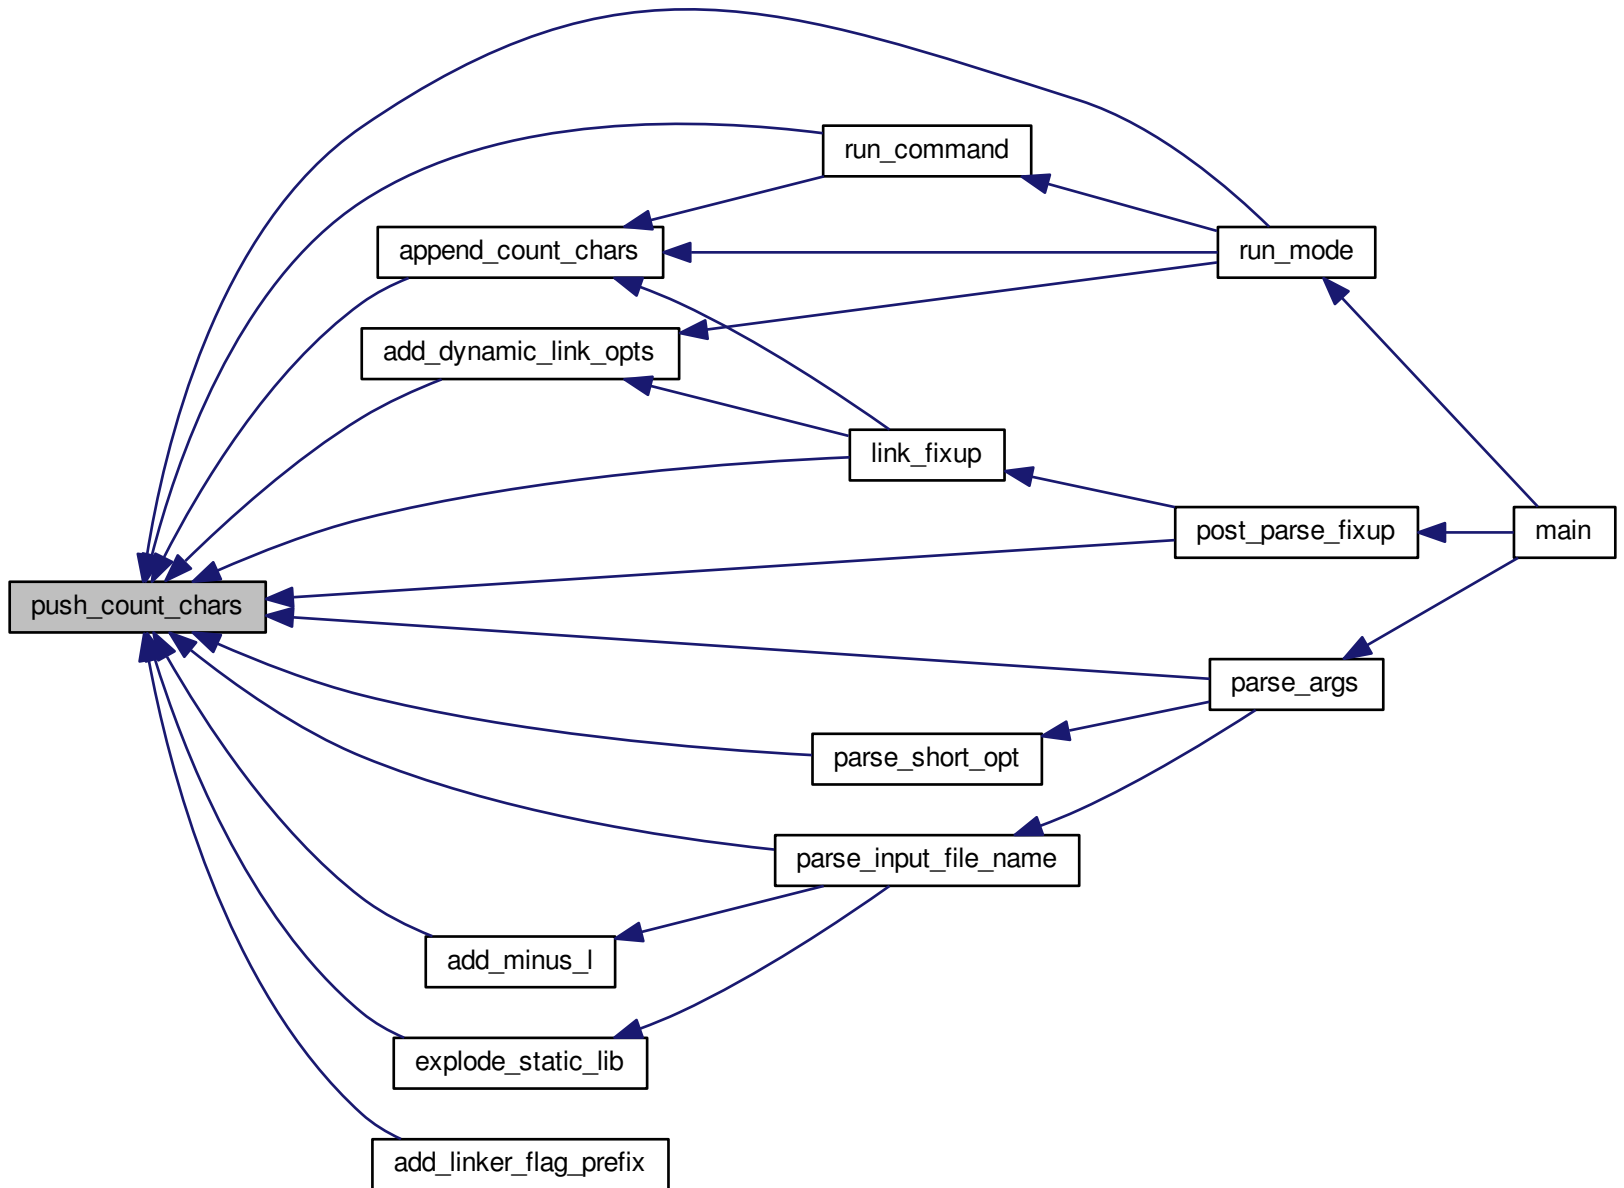 run_command
append_count_chars
run_mode
add_dynamic_link_opts
link_fixup
post_parse_fixup
main
push_count_chars
parse_args
parse_short_opt
parse_input_file_name
add_minus_l
explode_static_lib
add_linker_flag_prefix